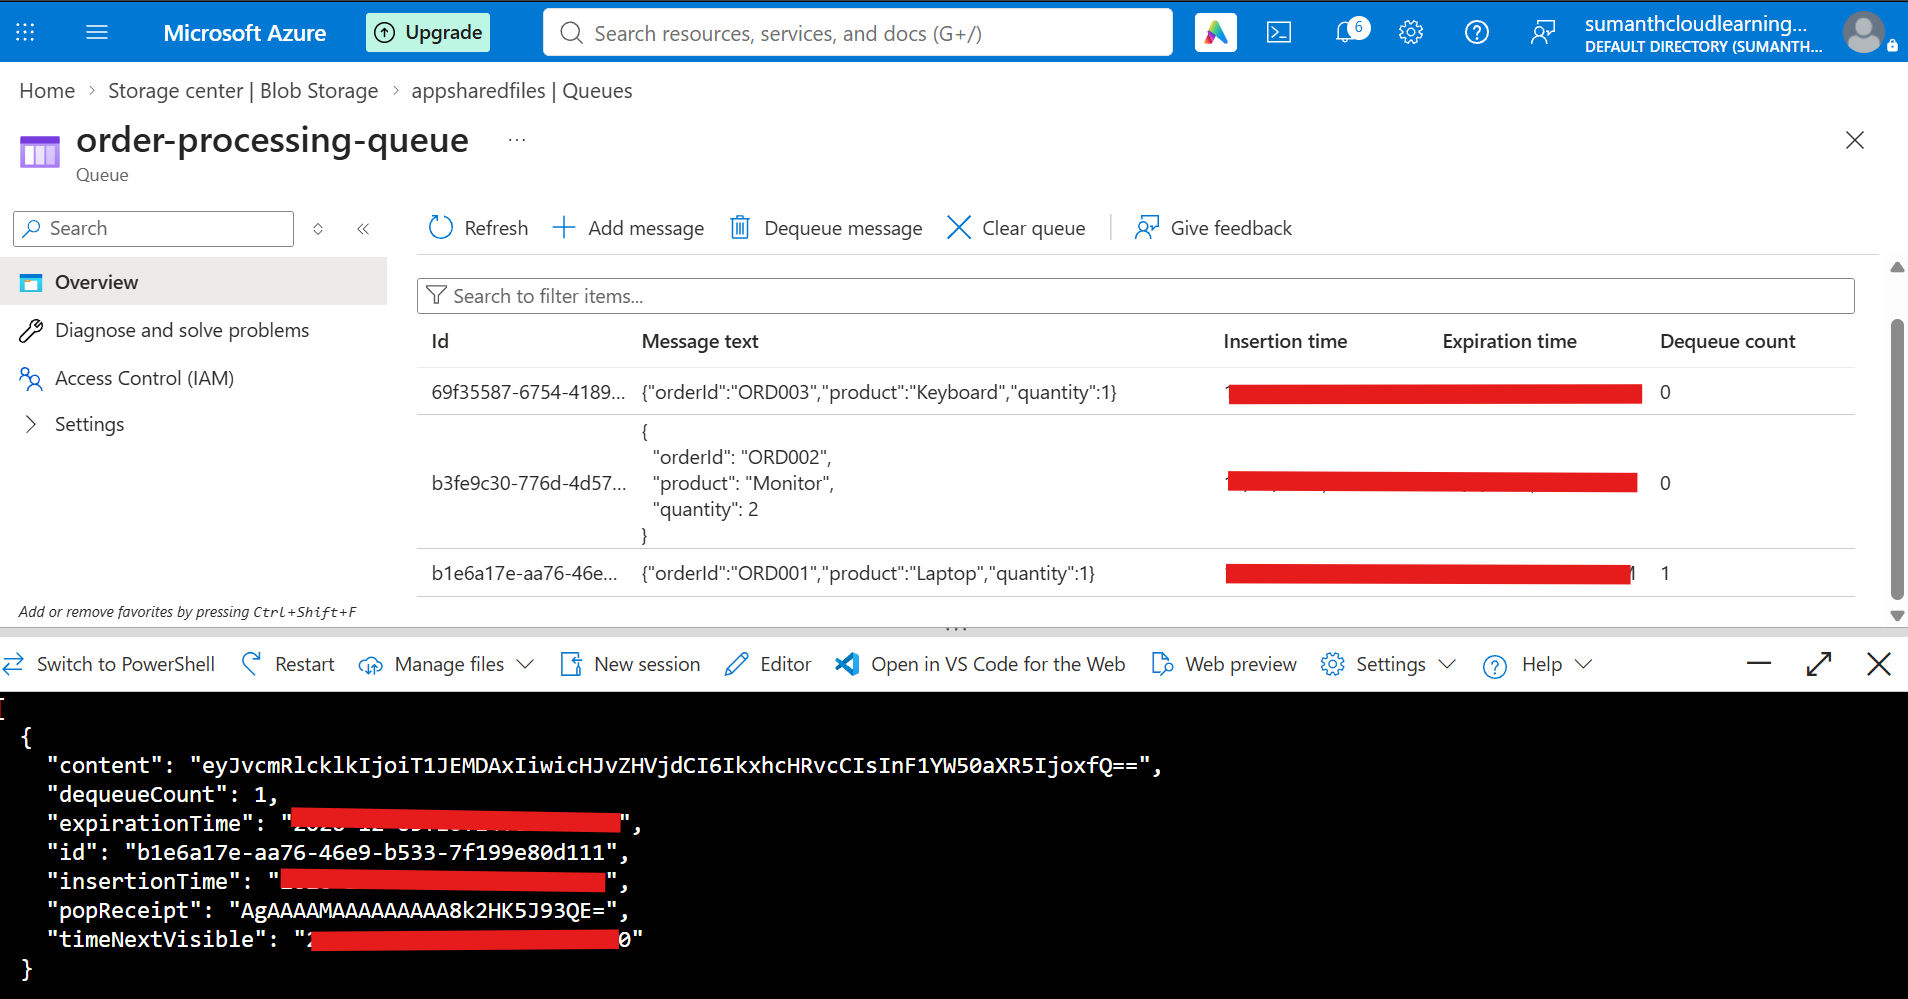 Microsoft Azure
Upgrade
Search resources, services, and docs (G+/)
6
sumanthcloudlearning...
DEFAULT DIRECTORY (SUMANTH...
Home > Storage center | Blob Storage > appsharedfiles | Queues
order-processing-queue ...
Queue
Search
Refresh
Add message
Dequeue message
Clear queue
Give feedback
Overview
Diagnose and solve problems
Access Control (IAM)
Settings
Add or remove favorites by pressing Ctrl+Shift+F
Search to filter items...
Id Message text Insertion time Expiration time Dequeue count
69f35587-6754-4189... {"orderId":"ORD003","product":"Keyboard","quantity":1} 0
{
"orderId": "ORD002",
b3fe9c30-776d-4d57... "product": "Monitor", 0
"quantity": 2
}
b1e6a17e-aa76-46e... {"orderId":"ORD001","product":"Laptop","quantity":1} 1
Switch to PowerShell
Restart
Manage files
New session
Editor
Open in VS Code for the Web
Web preview
Settings
Help
[
{
"content": "eyJvcmRlcklkIjoiT1JEMDAxIiwicHJvZHVjdCI6IkxhcHRvcCIsInF1YW50aXR5IjoxfQ==",
"dequeueCount": 1,
"expirationTime": "",
"id": "b1e6a17e-aa76-46e9-b533-7f199e80d111",
"insertionTime": "",
"popReceipt": "AgAAAAMAAAAAAAAA8k2HK5J93QE=",
"timeNextVisible": "0"
}